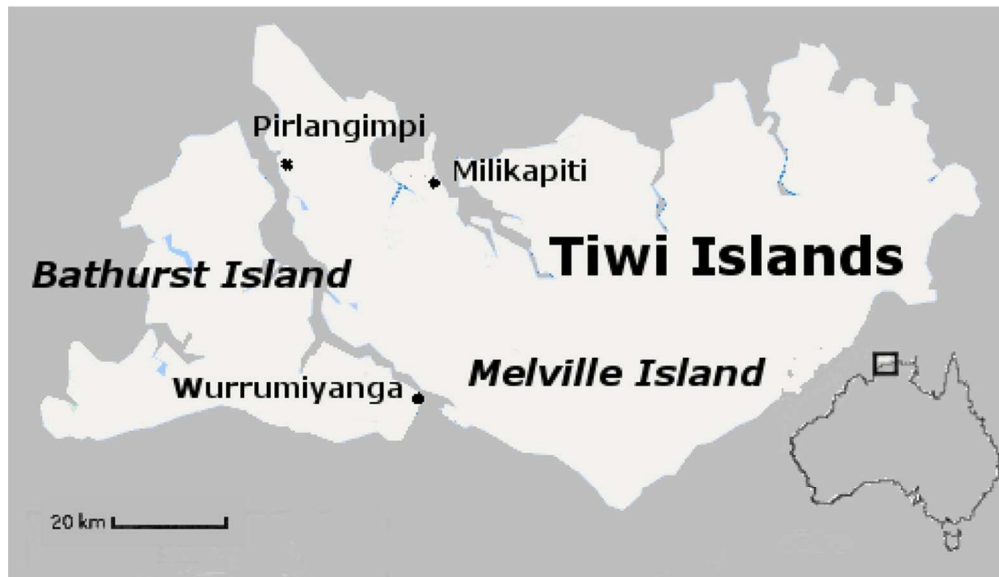 Pirlangimpi
Milikapiti
Tiwi Islands
Bathurst Island
Melville Island
Wurrumiyanga
20 km